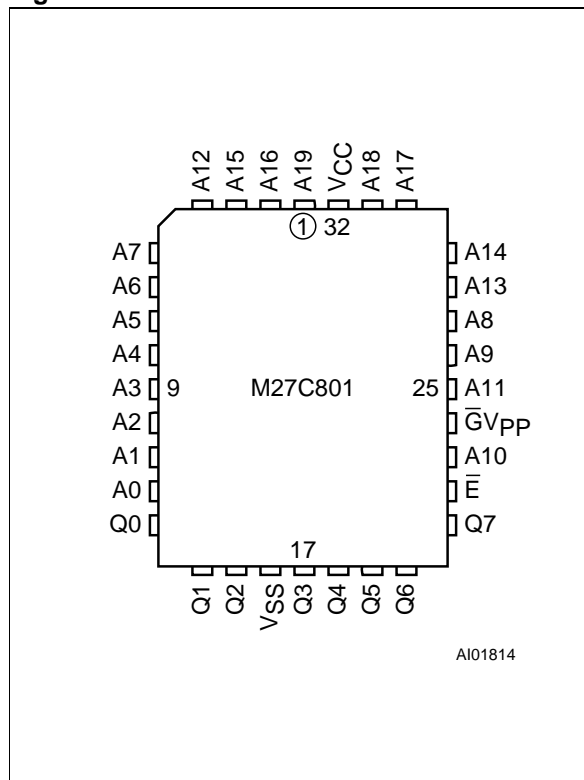 A12 A15 A16 A19 VCC A18 A17
1 32
A7 A14
A6 A13
A5 A8
A4 A9
A3 9 M27C801 25 A11
A2 G̅VPP
A1 A10
A0 E̅
Q0 Q7
17
Q1 Q2 VSS Q3 Q4 Q5 Q6
AI01814